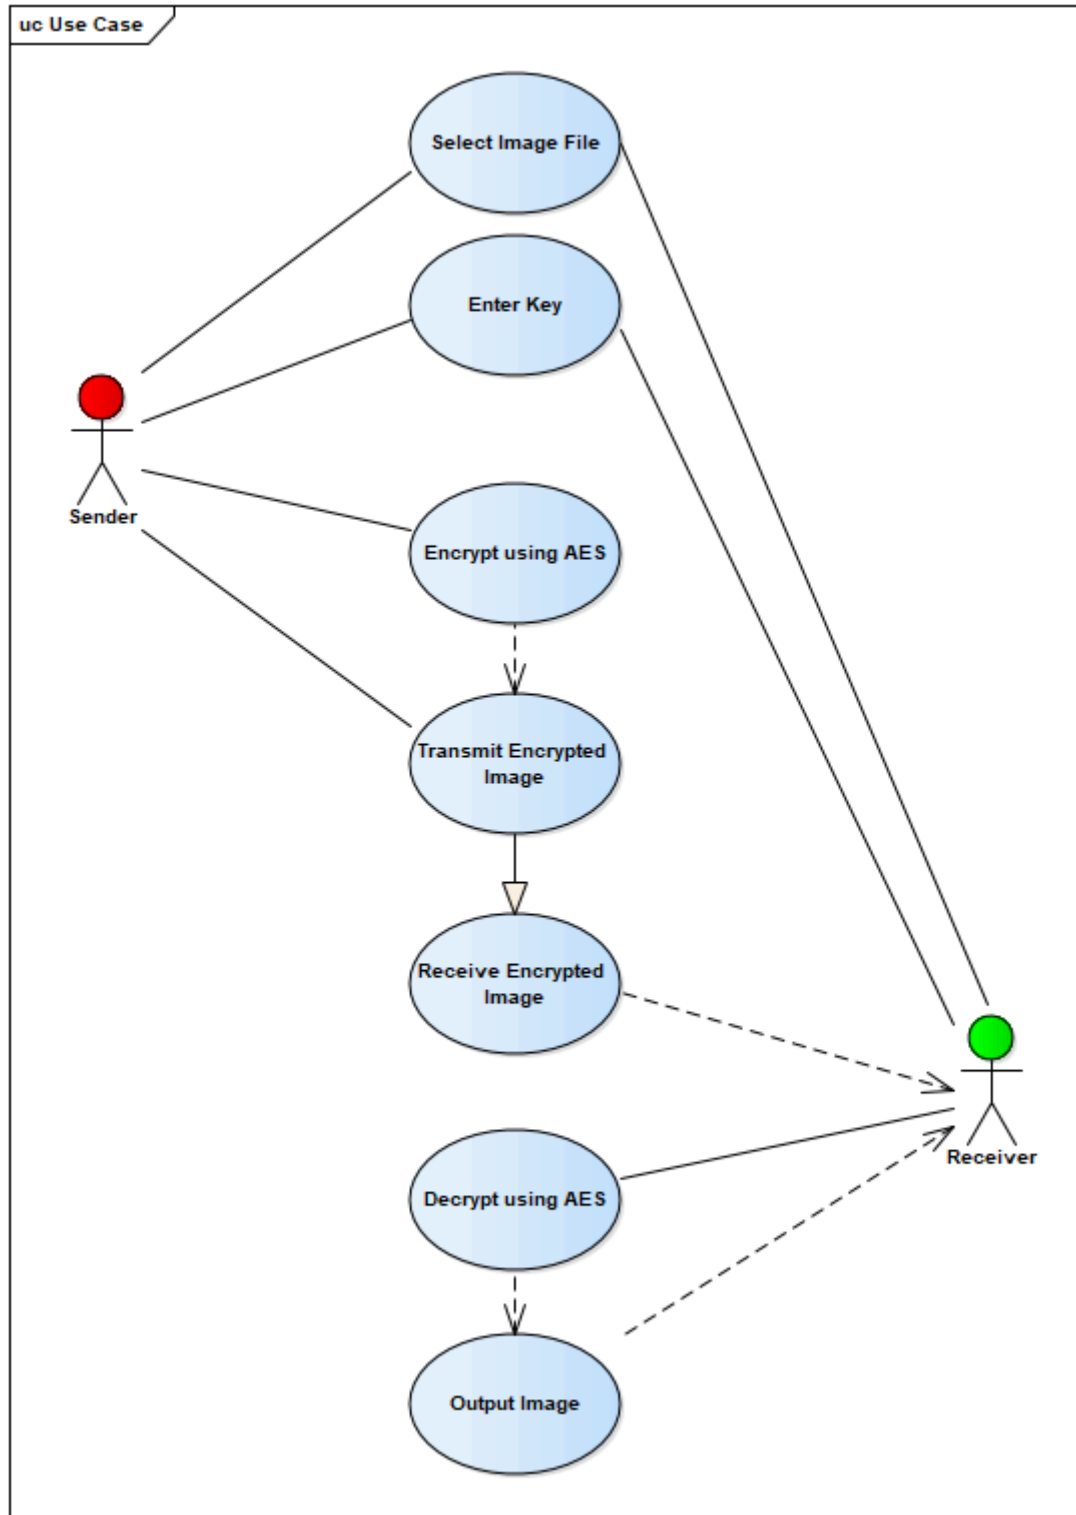 uc Use Case
Select Image File
Enter Key
Sender
Encrypt using AES
Transmit Encrypted
Image
Receive Encrypted
Image
Receiver
Decrypt using AES
Output Image